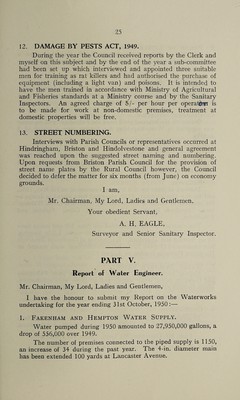 25
12. DAMAGE BY PESTS ACT, 1949.
During the year the Council received reports by the Clerk and
myself on this subject and by the end of the year a sub-committee
had been set up which interviewed and appointed three suitable
men for training as rat killers and had authorised the purchase of
equipment (including a light van) and poisons. It is intended to
have the men trained in accordance with Ministry of Agricultural
and Fisheries standards at a Ministry course and by the Sanitary
Inspectors. An agreed charge of 5/- per hour per operator is
to be made for work at non-domestic premises, treatment at
domestic properties will be free.
13. STREET NUMBERING.
Interviews with Parish Councils or representatives occurred at
Hindringham, Briston and Hindolvestone and general agreement
was reached upon the suggested street naming and numbering.
Upon requests from Briston Parish Council for the provision of
street name plates by the Rural Council however, the Council
decided to defer the matter for six months (from June) on economy
grounds.
I am,
Mr. Chairman, My Lord, Ladies and Gentlemen,
Your obedient Servant,
A. H. EAGLE,
Surveyor and Senior Sanitary Inspector.
PART V.
Report of Water Engineer.
Mr. Chairman, My Lord, Ladies and Gentlemen,
I have the honour to submit my Report on the Waterworks
undertaking for the year ending 31st October, 1950 :—
1. FAKENHAM AND HEMPTON WATER SUPPLY.
Water pumped during 1950 amounted to 27,950,000 gallons, a
drop of 556,000 over 1949.
The number of premises connected to the piped supply is 1150,
an increase of 34 during the past year. The 4-in. diameter main
has been extended 100 yards at Lancaster Avenue.